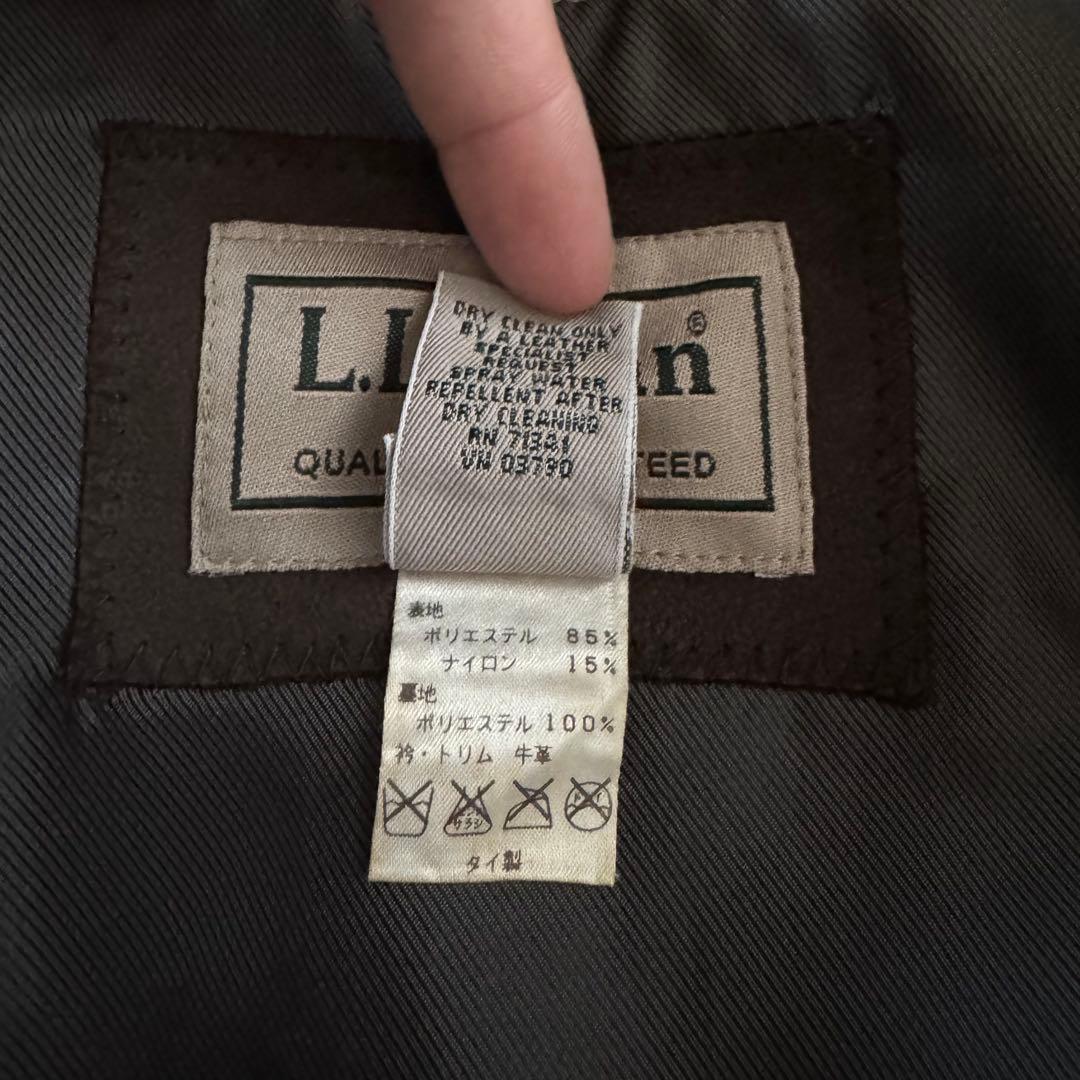 L.L
n®
QUAL
TEED
DRY CLEAN ONLY
BY A LEATHER
SPECIALIST
REQUEST
SPRAY WATER
REPELLENT AFTER
DRY CLEANING
RN 71341
VN 03790
表地
ポリエステル 85%
ナイロン 15%
裏地
ポリエステル 100%
衿・トリム 牛革
タイ製